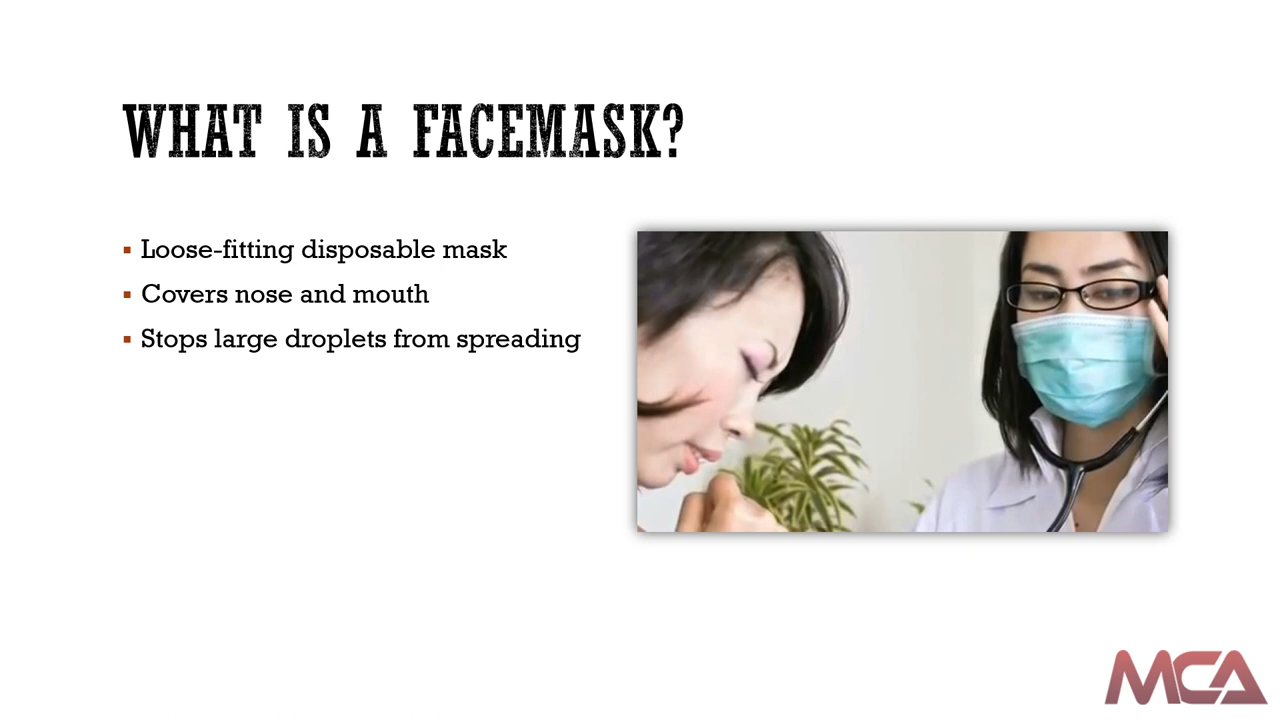 WHAT IS A FACEMASK?
Loose-fitting disposable mask
Covers nose and mouth
Stops large droplets from spreading
MCA